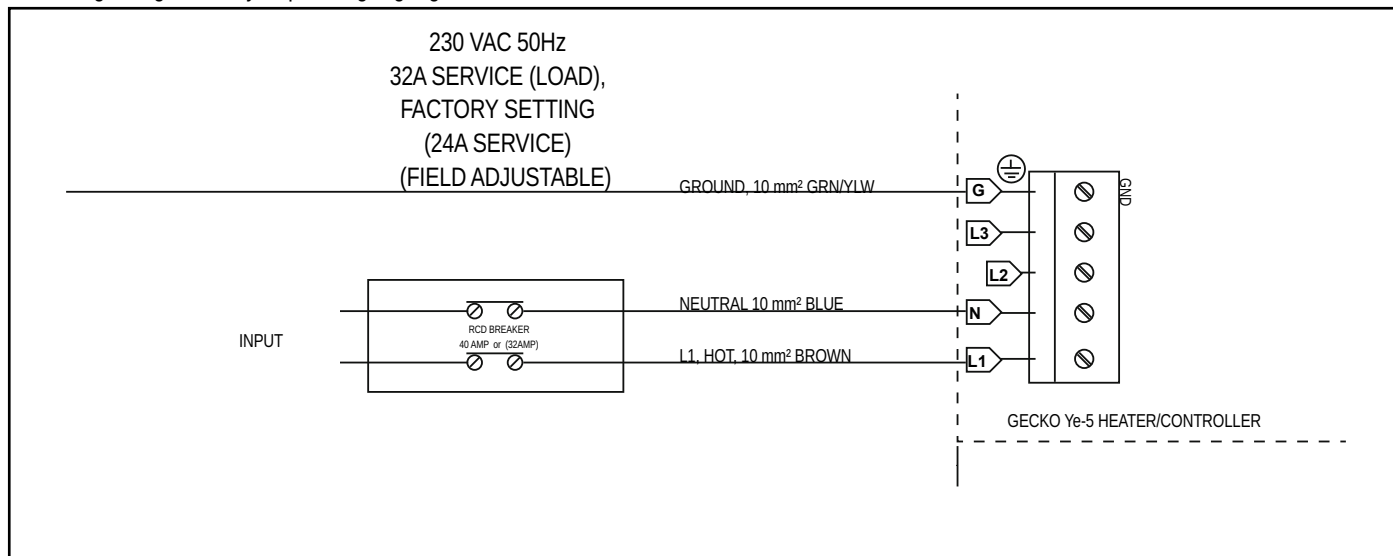 230 VAC 50Hz
32A SERVICE (LOAD),
FACTORY SETTING
(24A SERVICE)
(FIELD ADJUSTABLE)
GROUND, 10 mm² GRN/YLW
G
GND
L3
L2
NEUTRAL 10 mm² BLUE
N
RCD BREAKER
INPUT
40 AMP or (32AMP)
L1, HOT, 10 mm² BROWN
L1
GECKO Ye-5 HEATER/CONTROLLER